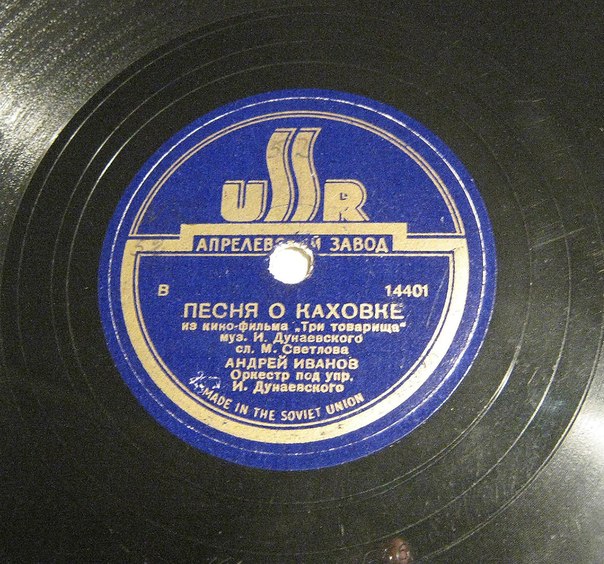 USSR
АПРЕЛЕВСКИЙ ЗАВОД
В 14401
ПЕСНЯ О КАХОВКЕ
из кино-фильма „Три товарища"
муз. И. Дунаевского
сл. М. Светлова
АНДРЕЙ ИВАНОВ
Оркестр под упр.
И. Дунаевского
MADE IN THE SOVIET UNION